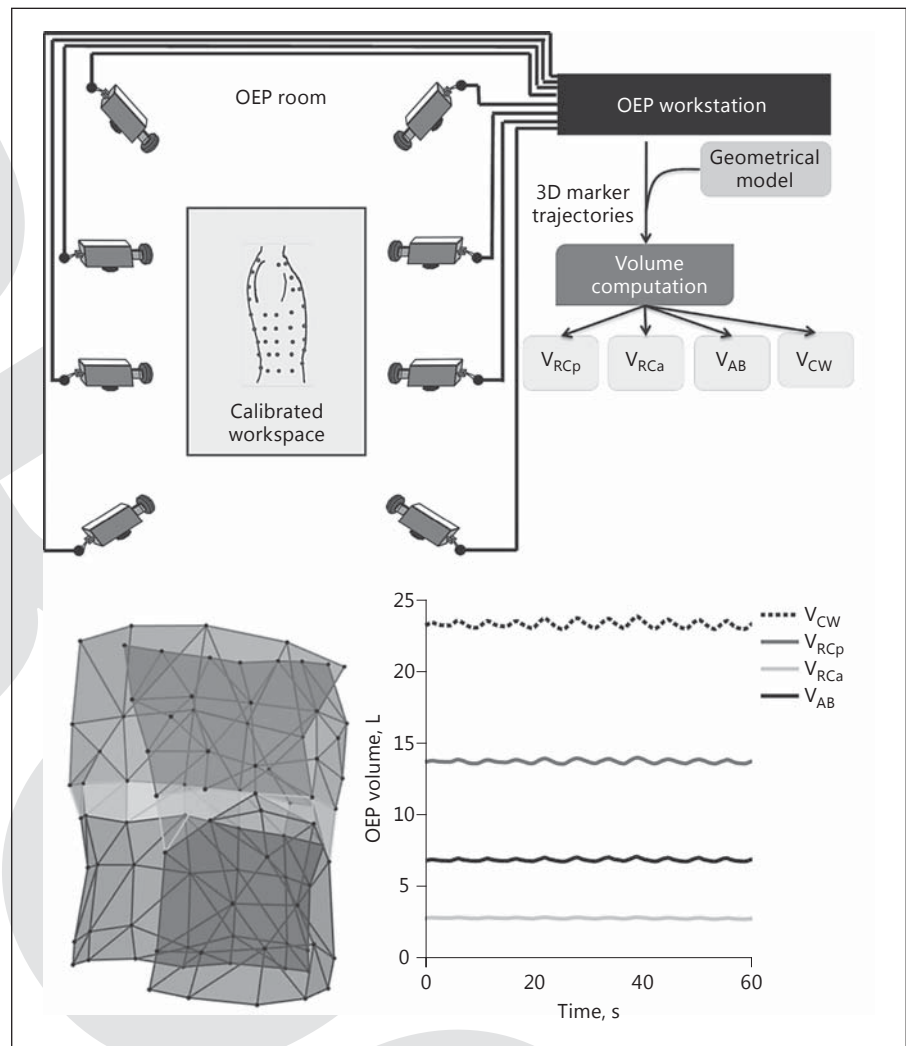 OEP room
OEP workstation
Geometrical
model
3D marker
trajectories
Volume
computation
V_RCp
V_RCa
V_AB
V_CW
Calibrated
workspace
25
20
15
10
5
0
OEP volume, L
0
20
40
60
Time, s
V_CW
V_RCp
V_RCa
V_AB